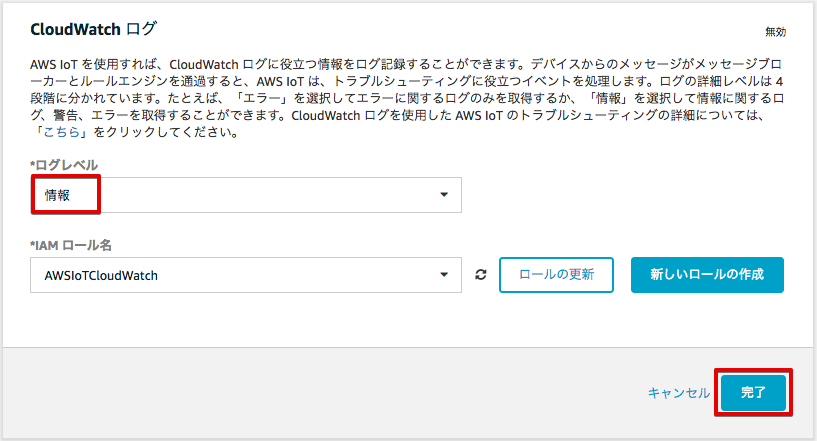 CloudWatch ログ
無効
AWS IoT を使用すれば、CloudWatch ログに役立つ情報をログ記録することができます。デバイスからのメッセージがメッセージブロ
ーカーとルールエンジンを通過すると、AWS IoT は、トラブルシューティングに役立つイベントを処理します。ログの詳細レベルは 4
段階に分かれています。たとえば、「エラー」を選択してエラーに関するログのみを取得するか、「情報」を選択して情報に関するロ
グ、警告、エラーを取得することができます。CloudWatch ログを使用した AWS IoT のトラブルシューティングの詳細については、
「こちら」をクリックしてください。
*ログレベル
情報
*IAM ロール名
AWSIoTCloudWatch
ロールの更新
新しいロールの作成
キャンセル
完了